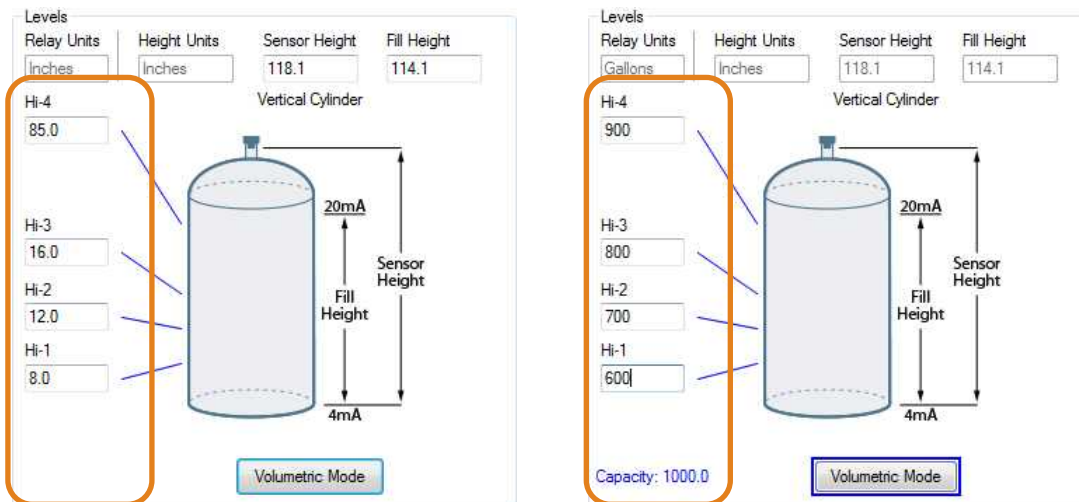 Levels
Relay Units Height Units Sensor Height Fill Height
Inches Inches 118.1 114.1
Hi-4 Vertical Cylinder
85.0
20mA
Hi-3
16.0
Sensor
Height
Hi-2
Fill
Height
12.0
Hi-1
8.0
4mA
Volumetric Mode
Levels
Relay Units Height Units Sensor Height Fill Height
Gallons Inches 118.1 114.1
Hi-4 Vertical Cylinder
900
20mA
Hi-3
800
Sensor
Height
Hi-2
Fill
Height
700
Hi-1
600
4mA
Capacity: 1000.0 Volumetric Mode